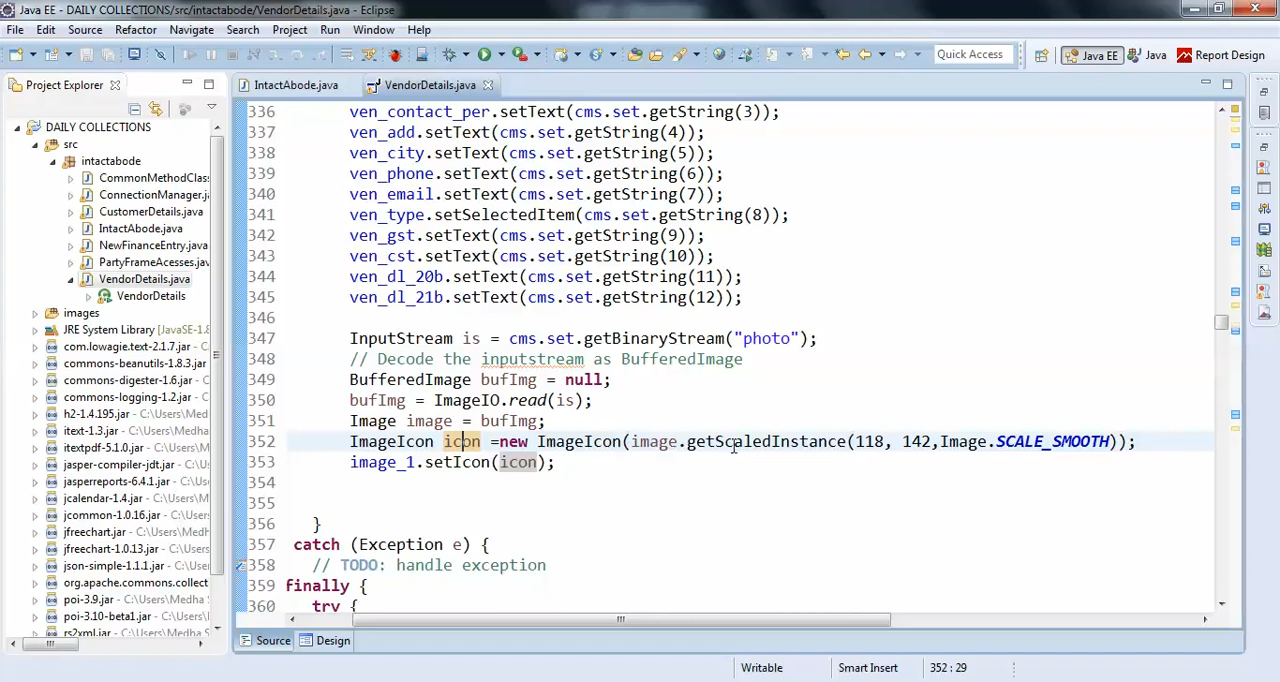 Java EE - DAILY COLLECTIONS/src/intactabode/VendorDetails.java - Eclipse
File Edit Source Refactor Navigate Search Project Run Window Help
Quick Access Java EE Java Report Design
Project Explorer IntactAbode.java VendorDetails.java
DAILY COLLECTIONS
src
intactabode
CommonMethodClas
ConnectionManager.ja
CustomerDetails.java
IntactAbode.java
NewFinanceEntry.java
PartyFrameAcesses.jav
VendorDetails.java
VendorDetails
images
JRE System Library [JavaSE-1.8
com.lowagie.text-2.1.7.jar
commons-beanutils-1.8.3.jar
commons-digester-1.6.jar
commons-logging-1.2.jar
h2-1.4.195.jar - C:\Users\M
itextpdf-5.1.0.jar - C:\Users
jasper-compiler-jdt.jar
jasperreports-6.4.1.jar
jcalendar-1.4.jar - C:\Users
jcommon-1.0.16.jar
jfreechart.jar - C:\Users\M
jfreechart-1.0.13.jar
json-simple-1.1.1.jar
org.apache.commons.collect
poi-3.9.jar - C:\Users\Medha
poi-3.10-beta1.jar
rs2xml.jar - C:\Users\Medha S
336 ven_contact_per.setText(cms.set.getString(3));
337 ven_add.setText(cms.set.getString(4));
338 ven_city.setText(cms.set.getString(5));
339 ven_phone.setText(cms.set.getString(6));
340 ven_email.setText(cms.set.getString(7));
341 ven_type.setSelectedItem(cms.set.getString(8));
342 ven_gst.setText(cms.set.getString(9));
343 ven_cst.setText(cms.set.getString(10));
344 ven_dl_20b.setText(cms.set.getString(11));
345 ven_dl_21b.setText(cms.set.getString(12));
346
347 InputStream is = cms.set.getBinaryStream("photo");
348 // Decode the inputstream as BufferedImage
349 BufferedImage bufImg = null;
350 bufImg = ImageIO.read(is);
351 Image image = bufImg;
352 ImageIcon icon =new ImageIcon(image.getScaledInstance(118, 142,Image.SCALE_SMOOTH));
353 image_1.setIcon(icon);
354
355
356 }
357 catch (Exception e) {
358 // TODO: handle exception
359 finally {
360 try {
Source Design
Writable Smart Insert 352 : 29